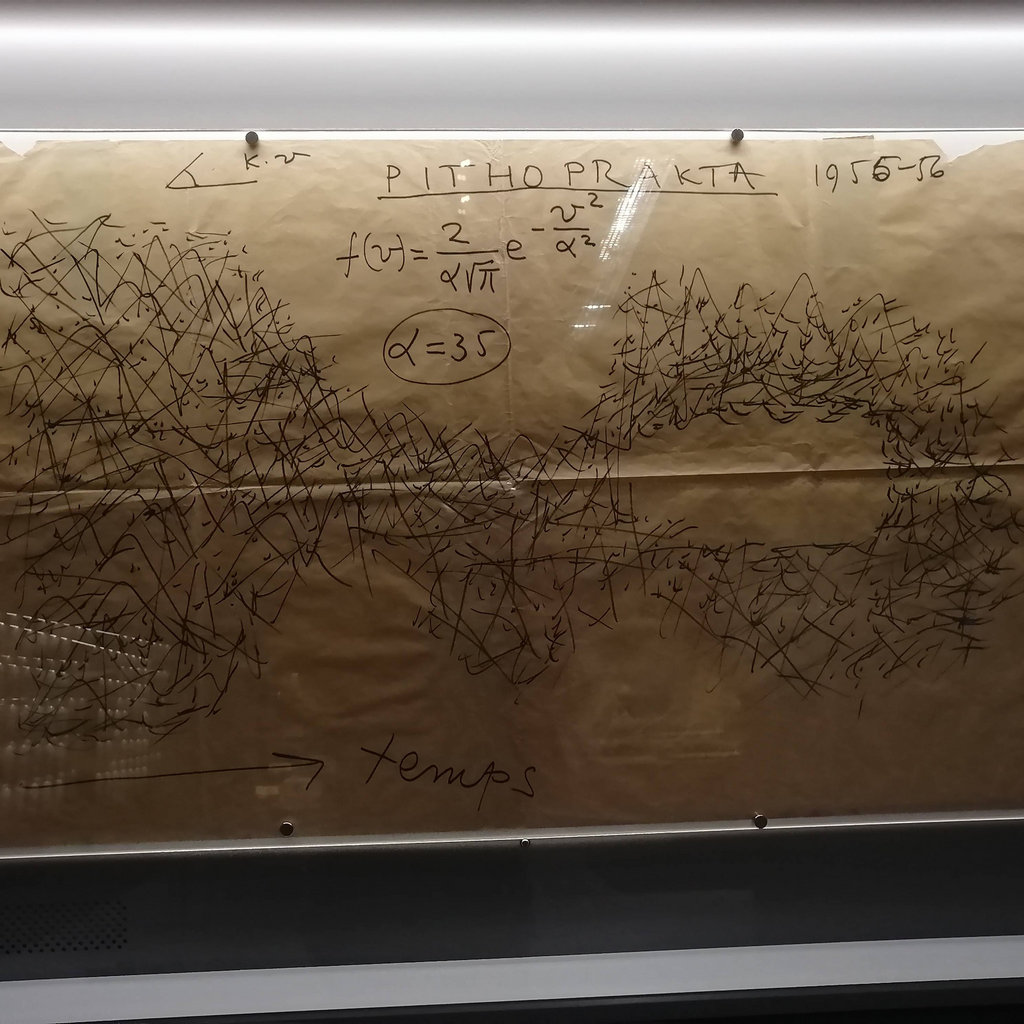 K.v PITHOPRAKTA 1955-56
f(v)= 2/(α√π) e^(-v²/α²)
α=35
temps